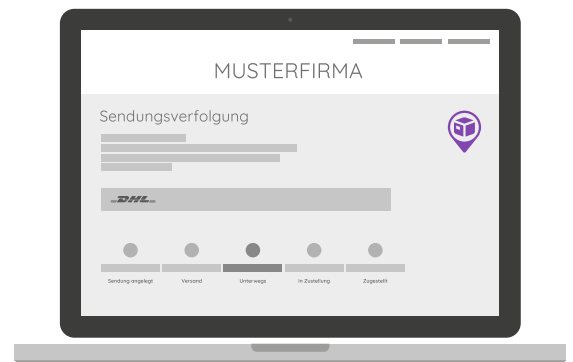 MUSTERFIRMA
Sendungsverfolgung
DHL
Sendung angelegt Versand Unterwegs In Zustellung Zugestellt